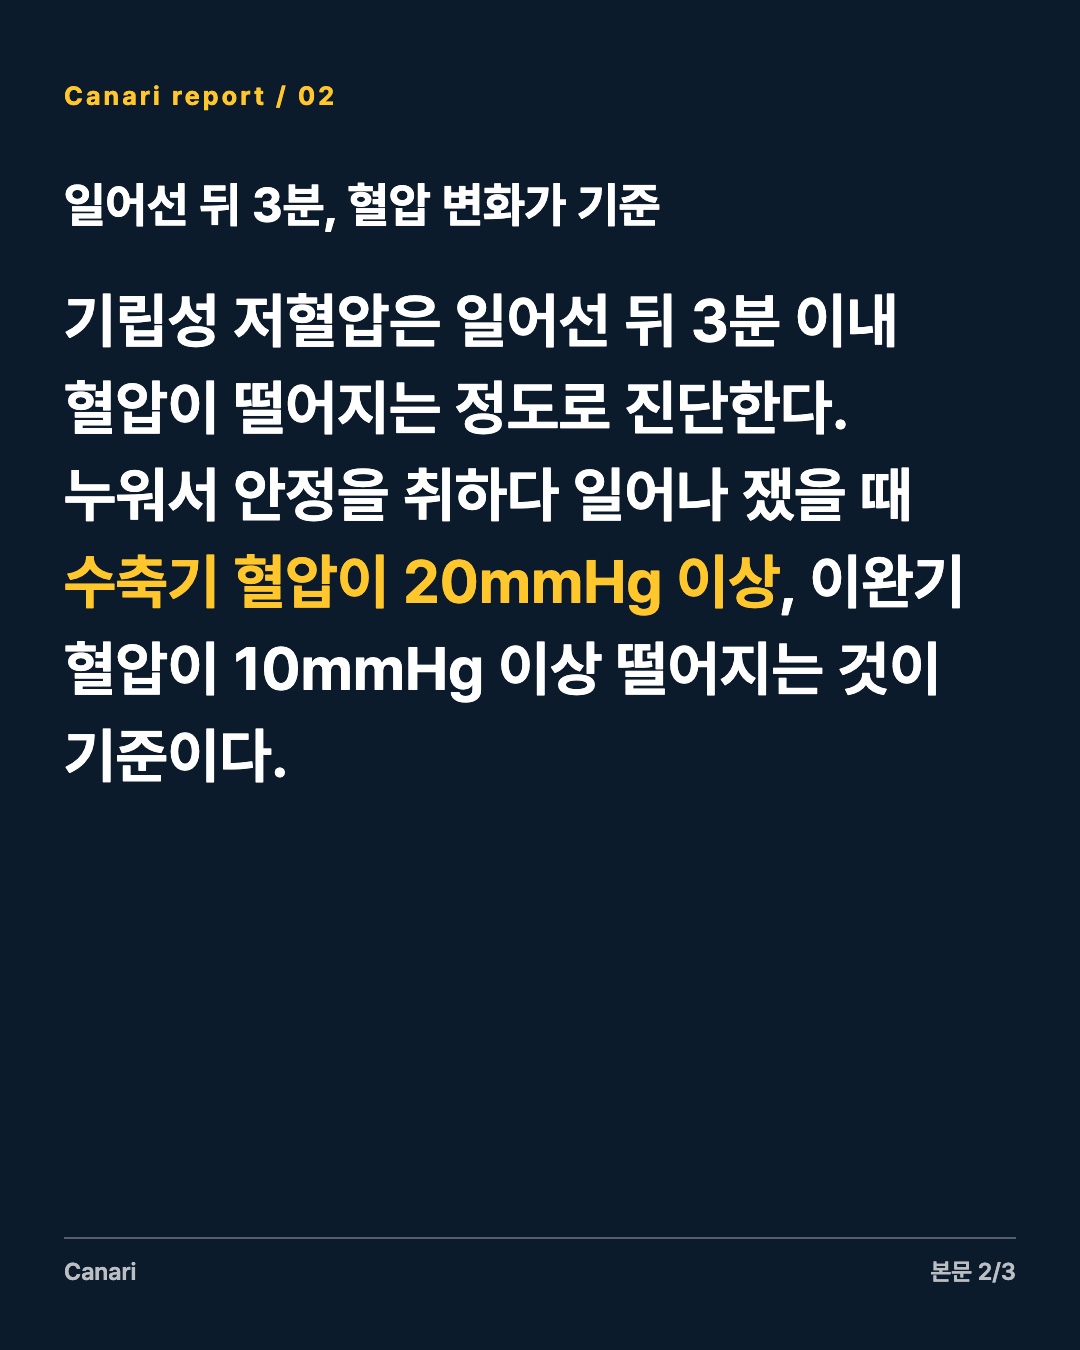 Canari report / 02
일어선 뒤 3분, 혈압 변화가 기준
기립성 저혈압은 일어선 뒤 3분 이내
혈압이 떨어지는 정도로 진단한다.
누워서 안정을 취하다 일어나 쟀을 때
수축기 혈압이 20mmHg 이상, 이완기
혈압이 10mmHg 이상 떨어지는 것이
기준이다.
Canari
본문 2/3